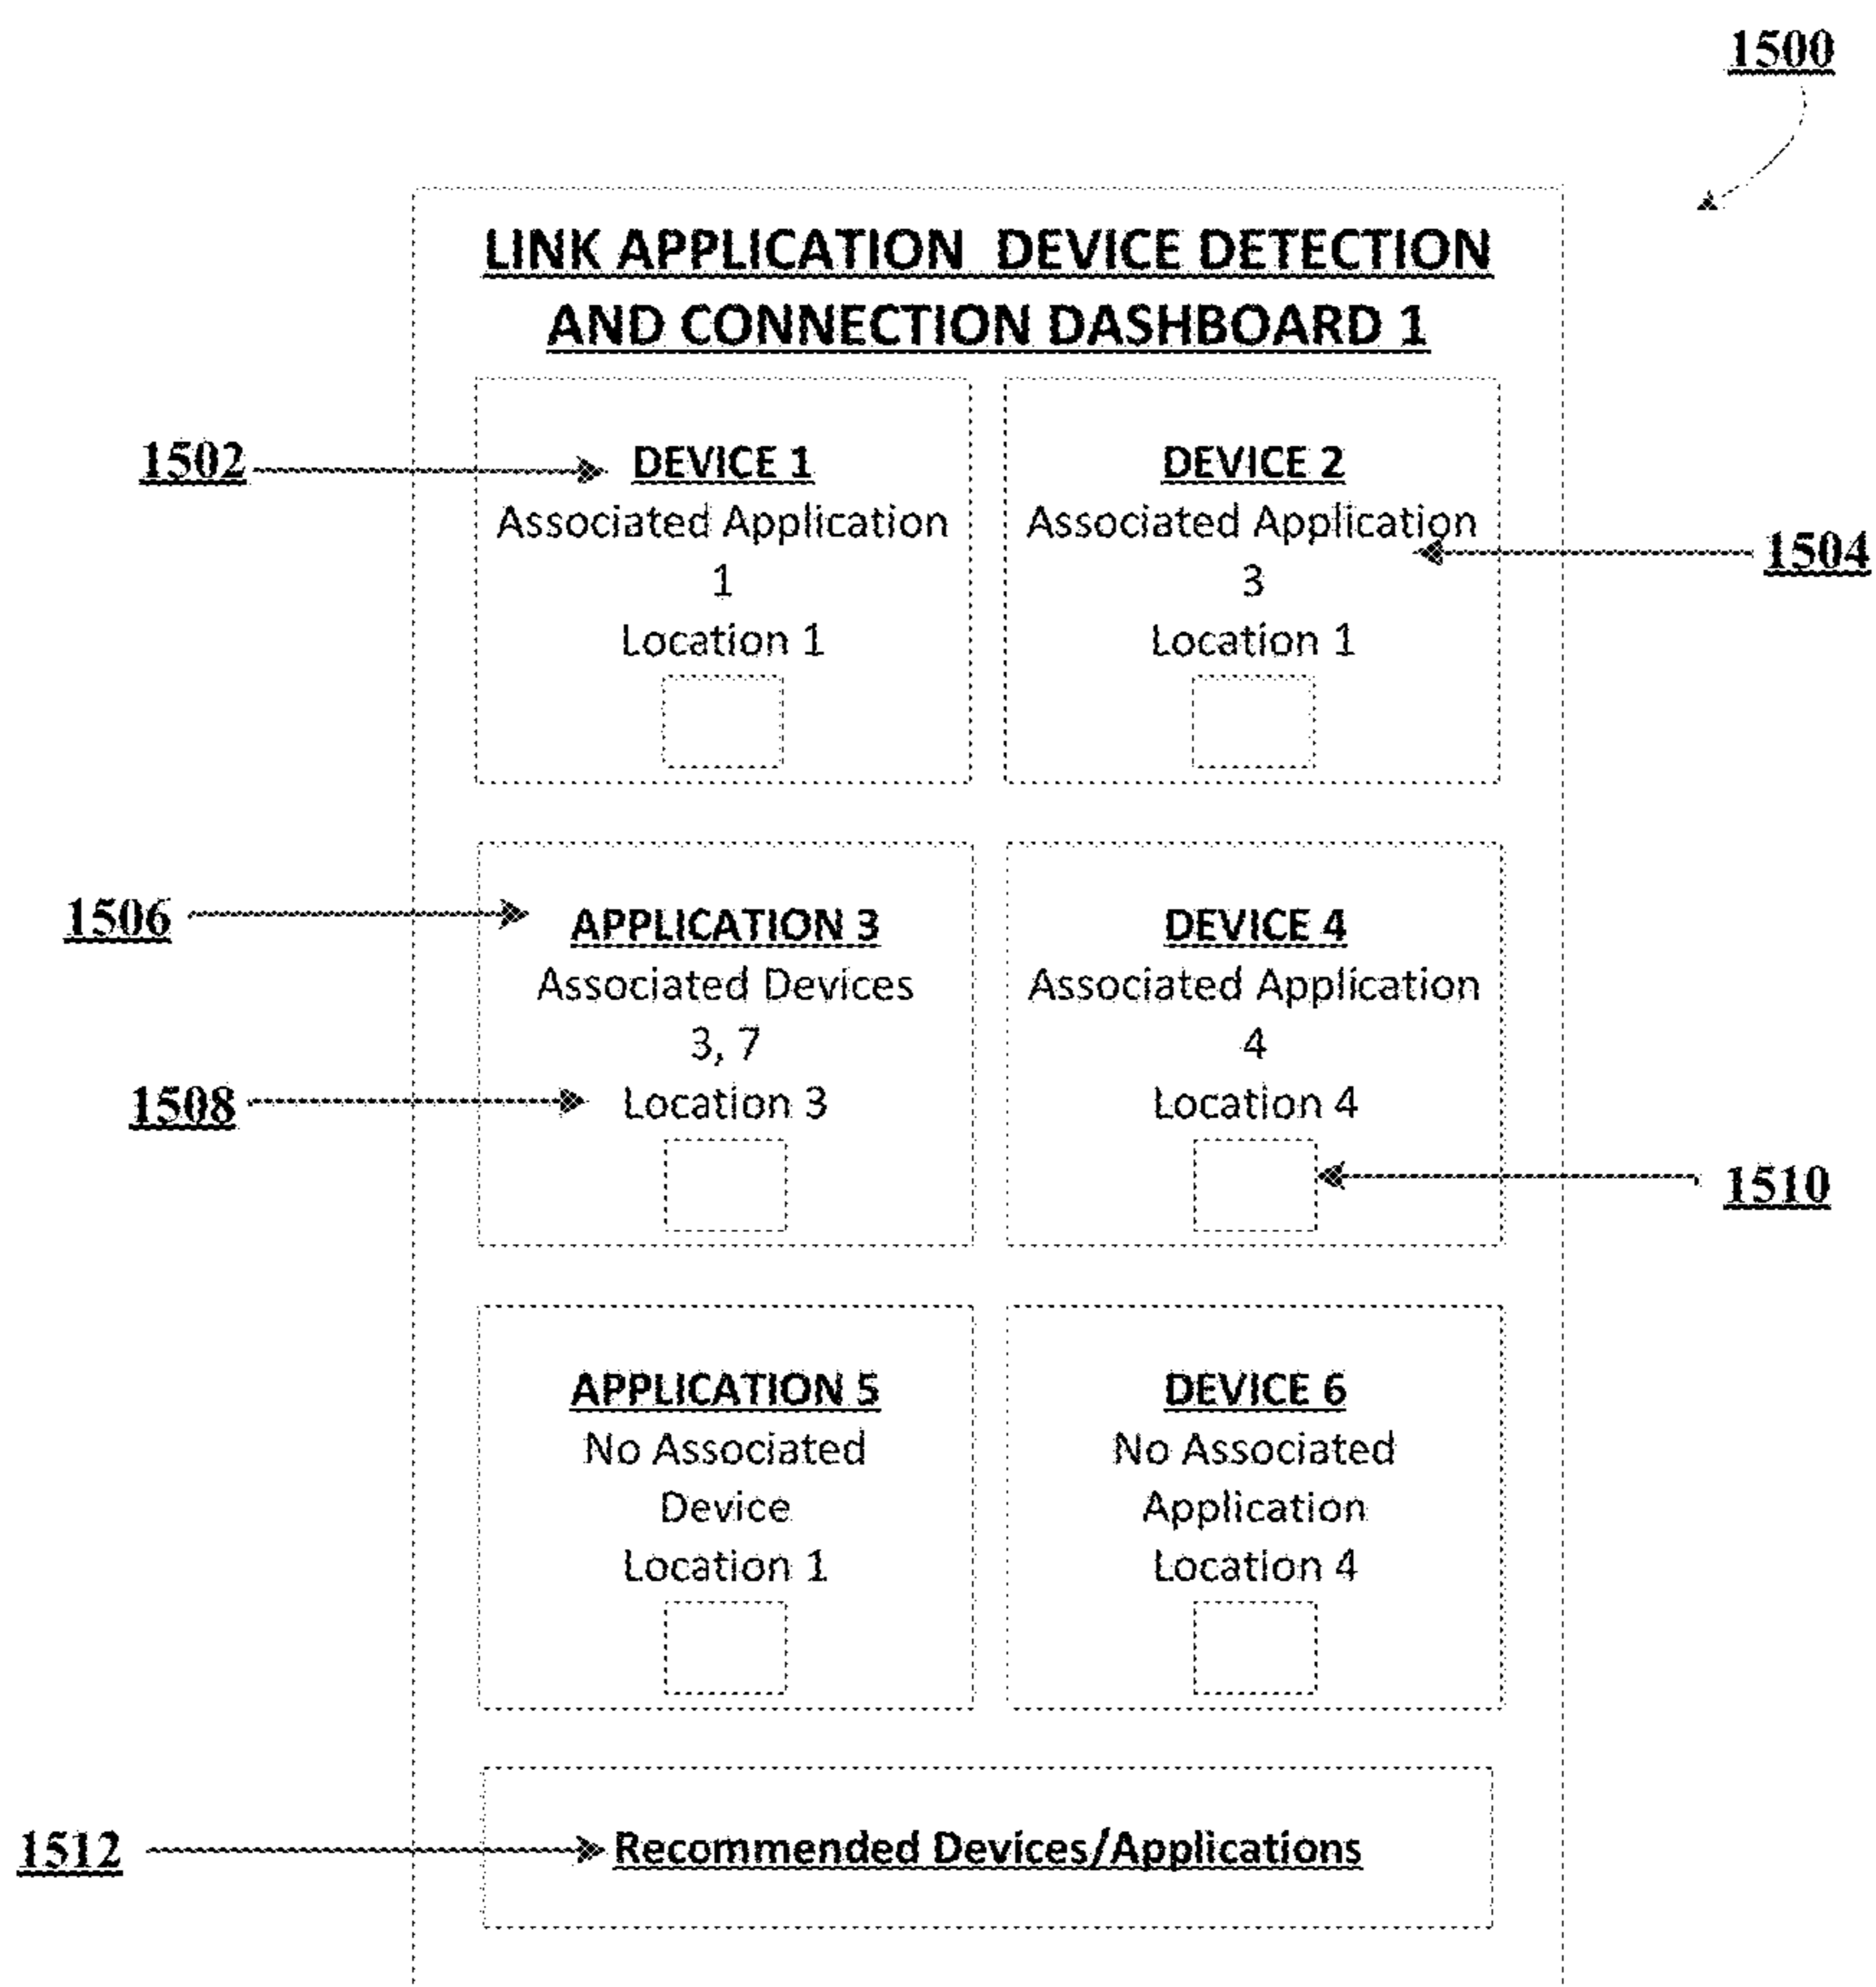 1500
LINK APPLICATION DEVICE DETECTION
AND CONNECTION DASHBOARD 1
1502
DEVICE 1
Associated Application
1
Location 1
DEVICE 2
Associated Application
3
Location 1
1504
1506
APPLICATION 3
Associated Devices
3, 7
1508
Location 3
DEVICE 4
Associated Application
4
Location 4
1510
APPLICATION 5
No Associated
Device
Location 1
DEVICE 6
No Associated
Application
Location 4
1512
Recommended Devices/Applications